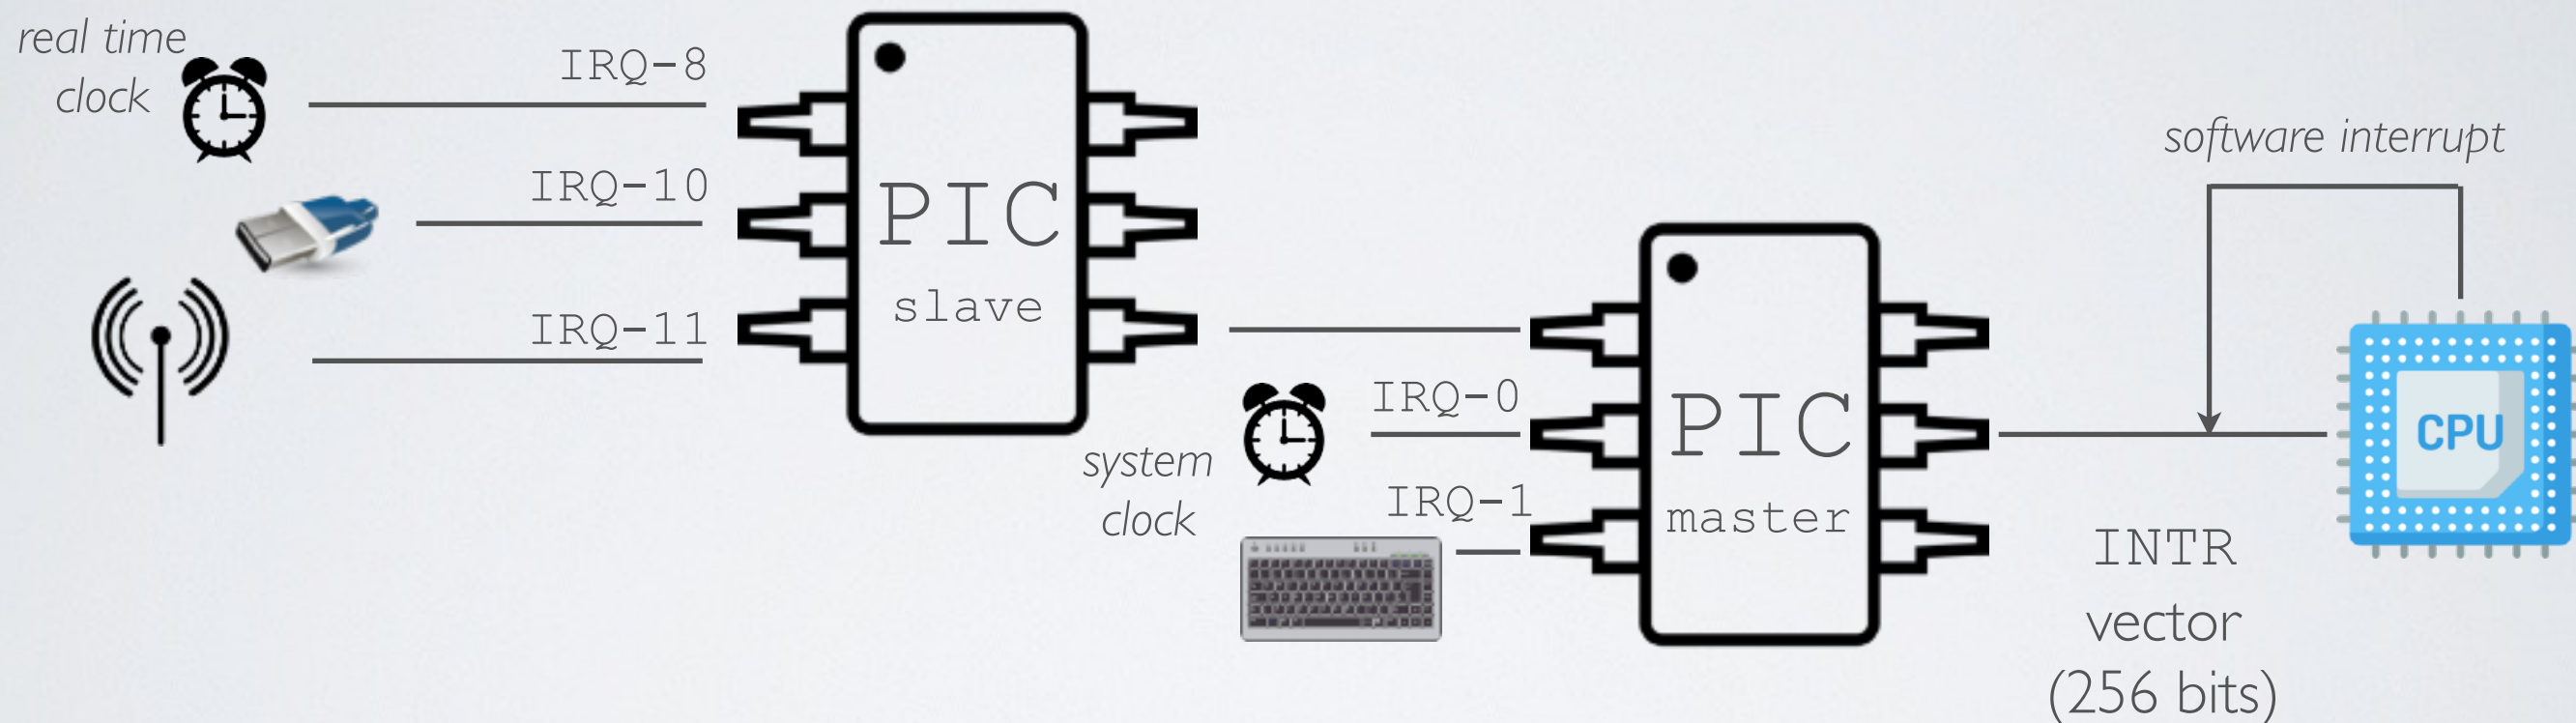 real time
clock
IRQ-8
IRQ-10
IRQ-11
PIC
slave
system
clock
IRQ-0
IRQ-1
PIC
master
software interrupt
CPU
INTR
vector
(256 bits)